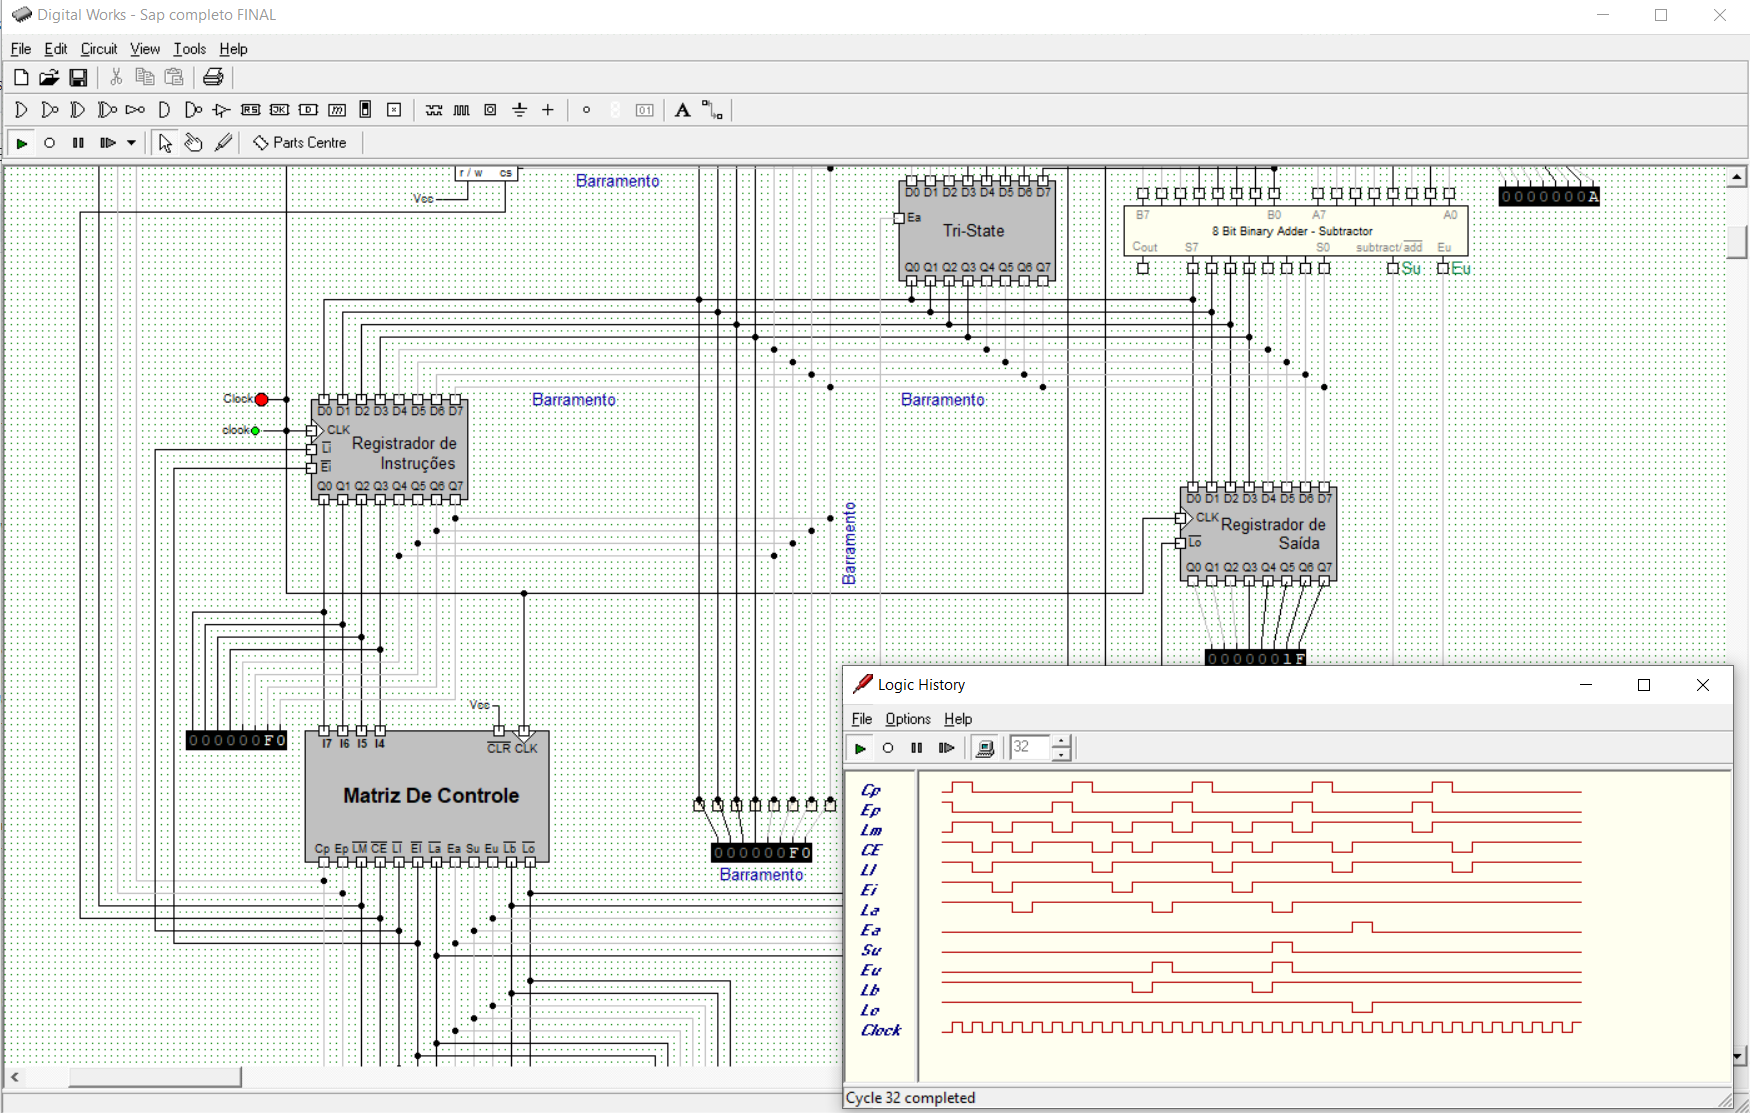 Digital Works - Sap completo FINAL
File Edit Circuit View Tools Help
Parts Centre
r / w cs
Vcc
Barramento
D0 D1 D2 D3 D4 D5 D6 D7
Ea
Tri-State
Q0 Q1 Q2 Q3 Q4 Q5 Q6 Q7
B7 B0 A7 A0
8 Bit Binary Adder - Subtractor
Cout S7 S0 subtract/add Eu
Su Eu
0000000A
Clock
clock
D0 D1 D2 D3 D4 D5 D6 D7
CLK
Li
Ei
Registrador de
Instruções
Q0 Q1 Q2 Q3 Q4 Q5 Q6 Q7
Barramento
Barramento
Barramento
D0 D1 D2 D3 D4 D5 D6 D7
CLK
Lo
Registrador de
Saída
Q0 Q1 Q2 Q3 Q4 Q5 Q6 Q7
0000001F
000000F0
Vcc
I7 I6 I5 I4
CLR CLK
Matriz De Controle
Cp Ep LM CE LI EI La Ea Su Eu Lb Lo
000000F0
Barramento
Logic History
File Options Help
32
Cp
Ep
Lm
CE
LI
Ei
La
Ea
Su
Eu
Lb
Lo
Clock
Cycle 32 completed